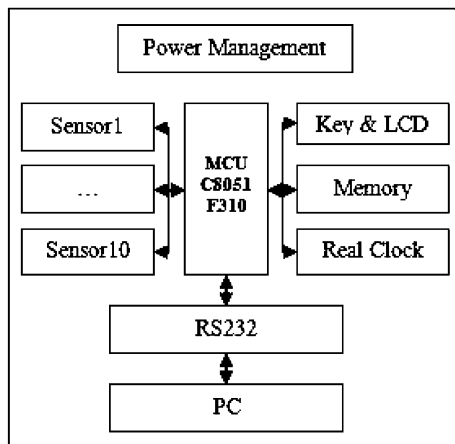 Power Management
Sensor1
...
Sensor10
MCU
C8051
F310
Key & LCD
Memory
Real Clock
RS232
PC